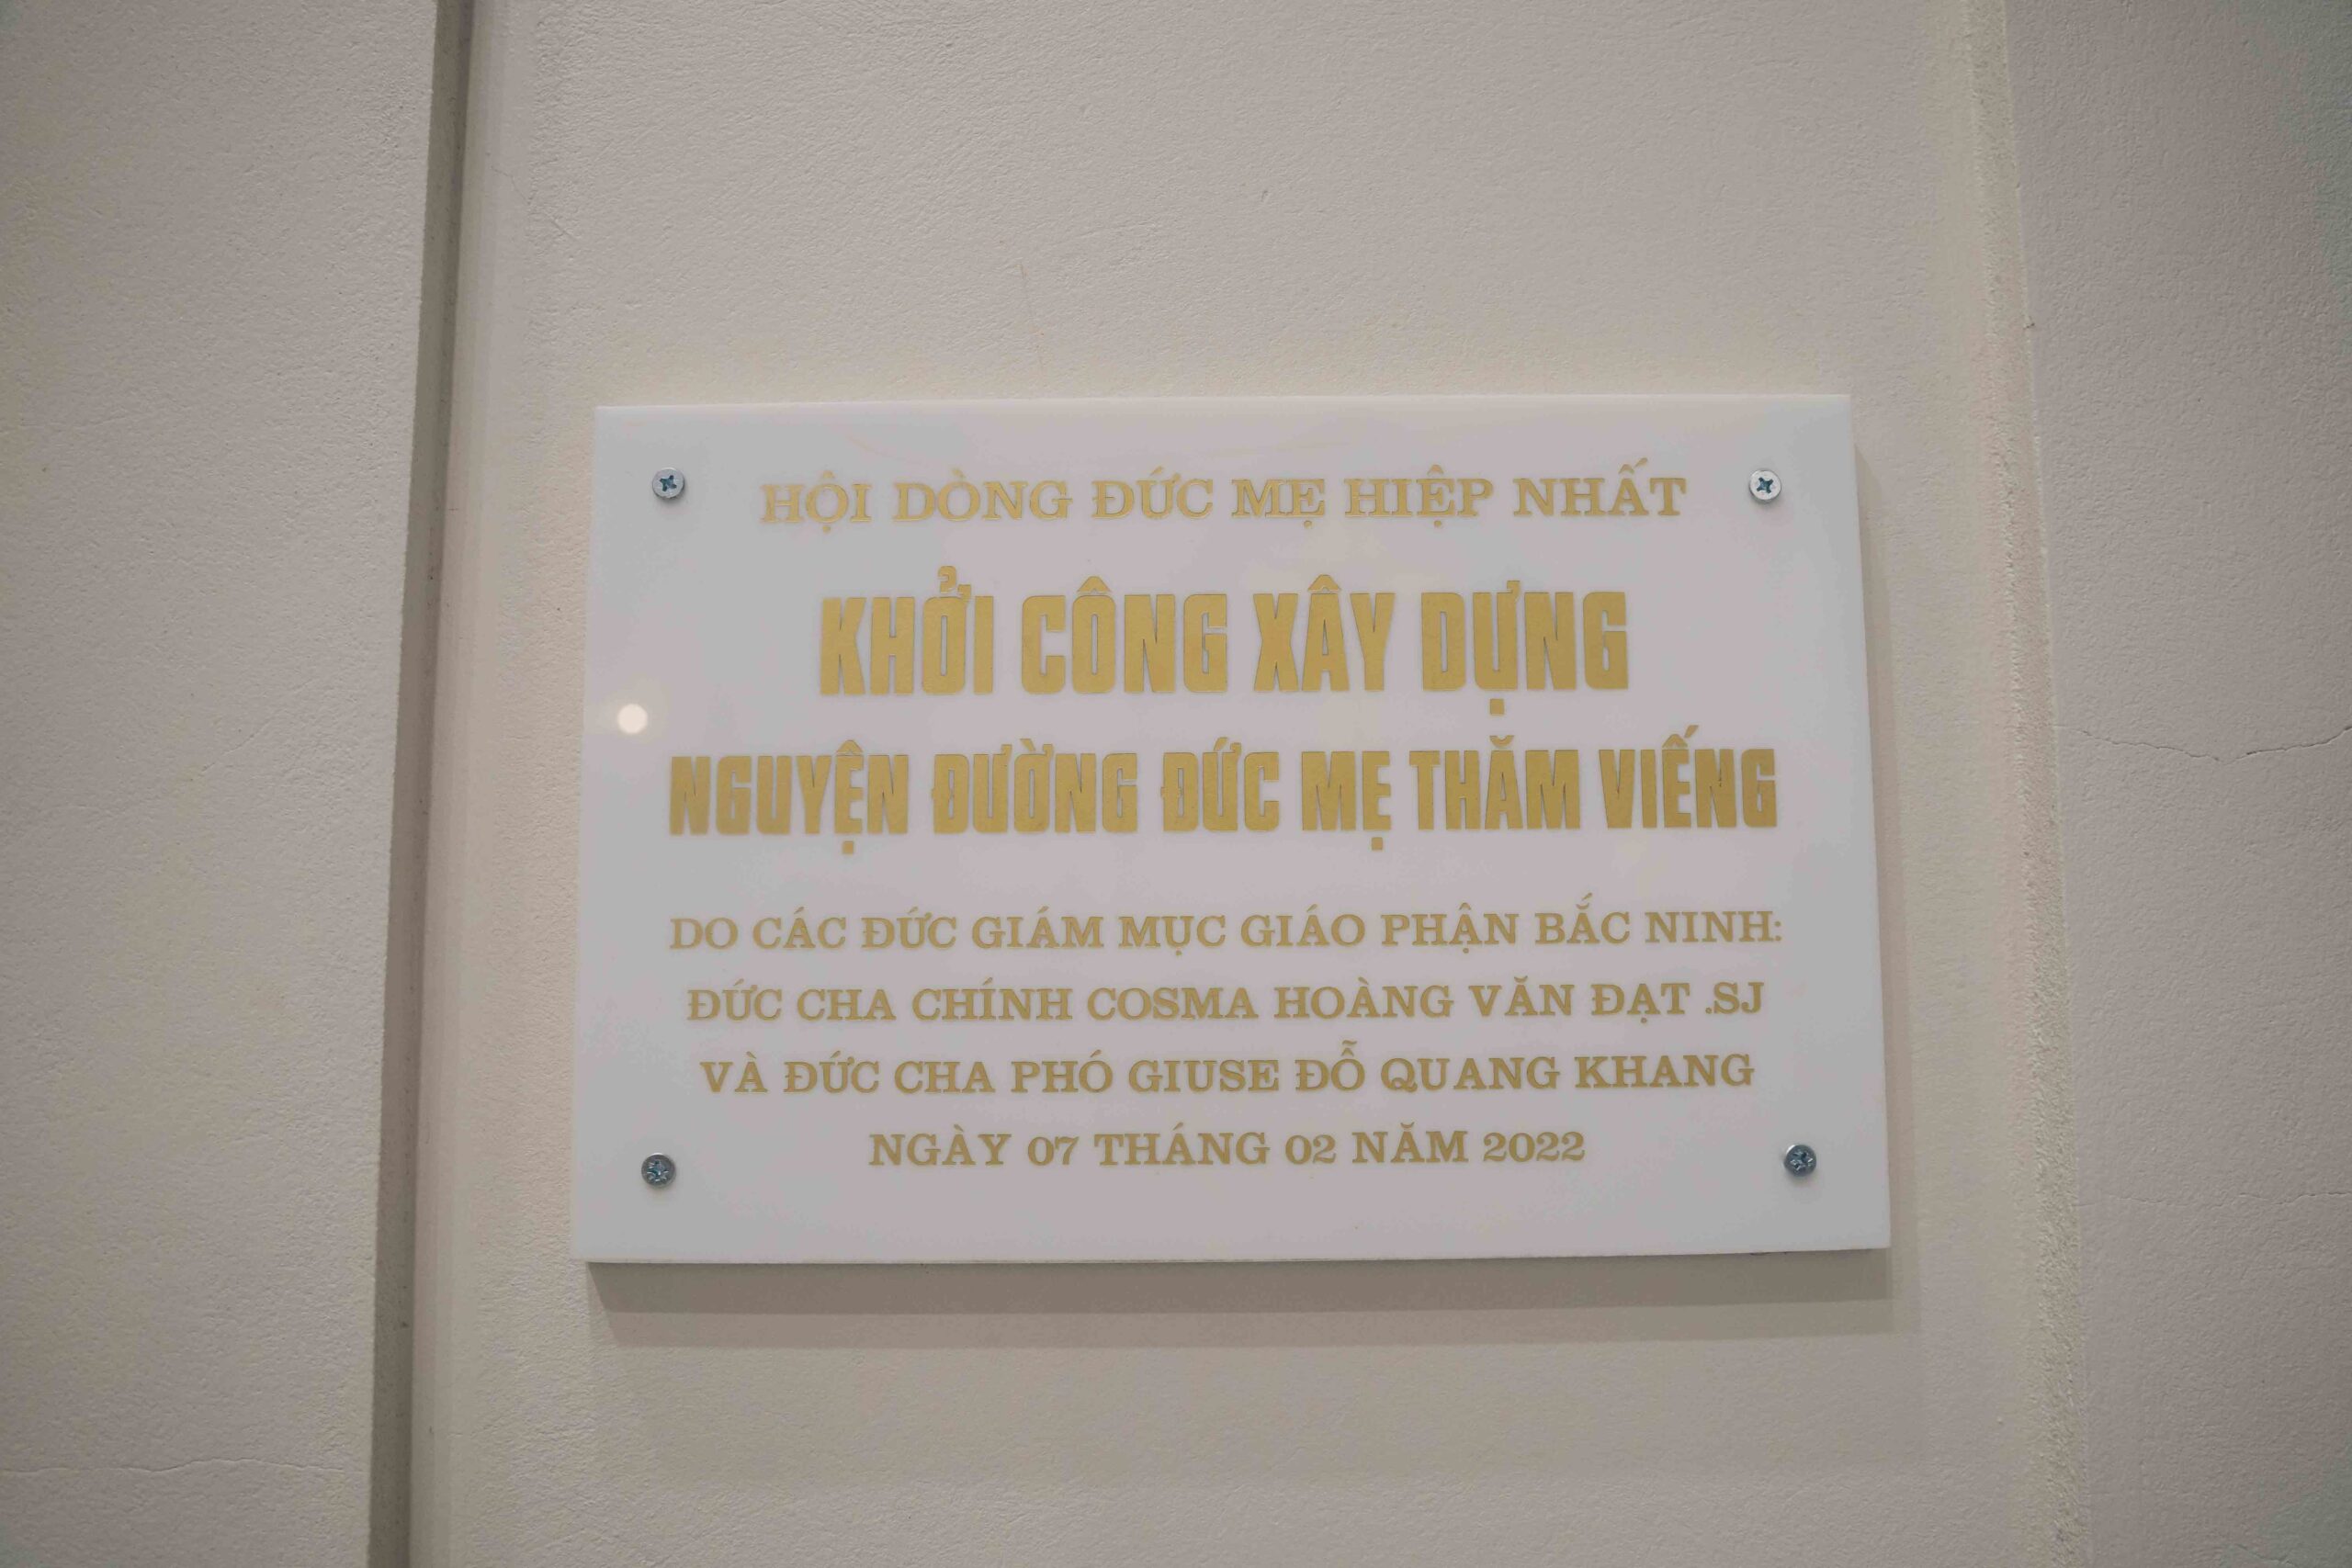 HỘI DÒNG ĐỨC MẸ HIỆP NHẤT
KHỞI CÔNG XÂY DỰNG
NGUYỆN ĐƯỜNG ĐỨC MẸ THĂM VIẾNG
DO CÁC ĐỨC GIÁM MỤC GIÁO PHẬN BẮC NINH:
ĐỨC CHA CHÍNH COSMA HOÀNG VĂN ĐẠT .SJ
VÀ ĐỨC CHA PHÓ GIUSE ĐỖ QUANG KHANG
NGÀY 07 THÁNG 02 NĂM 2022